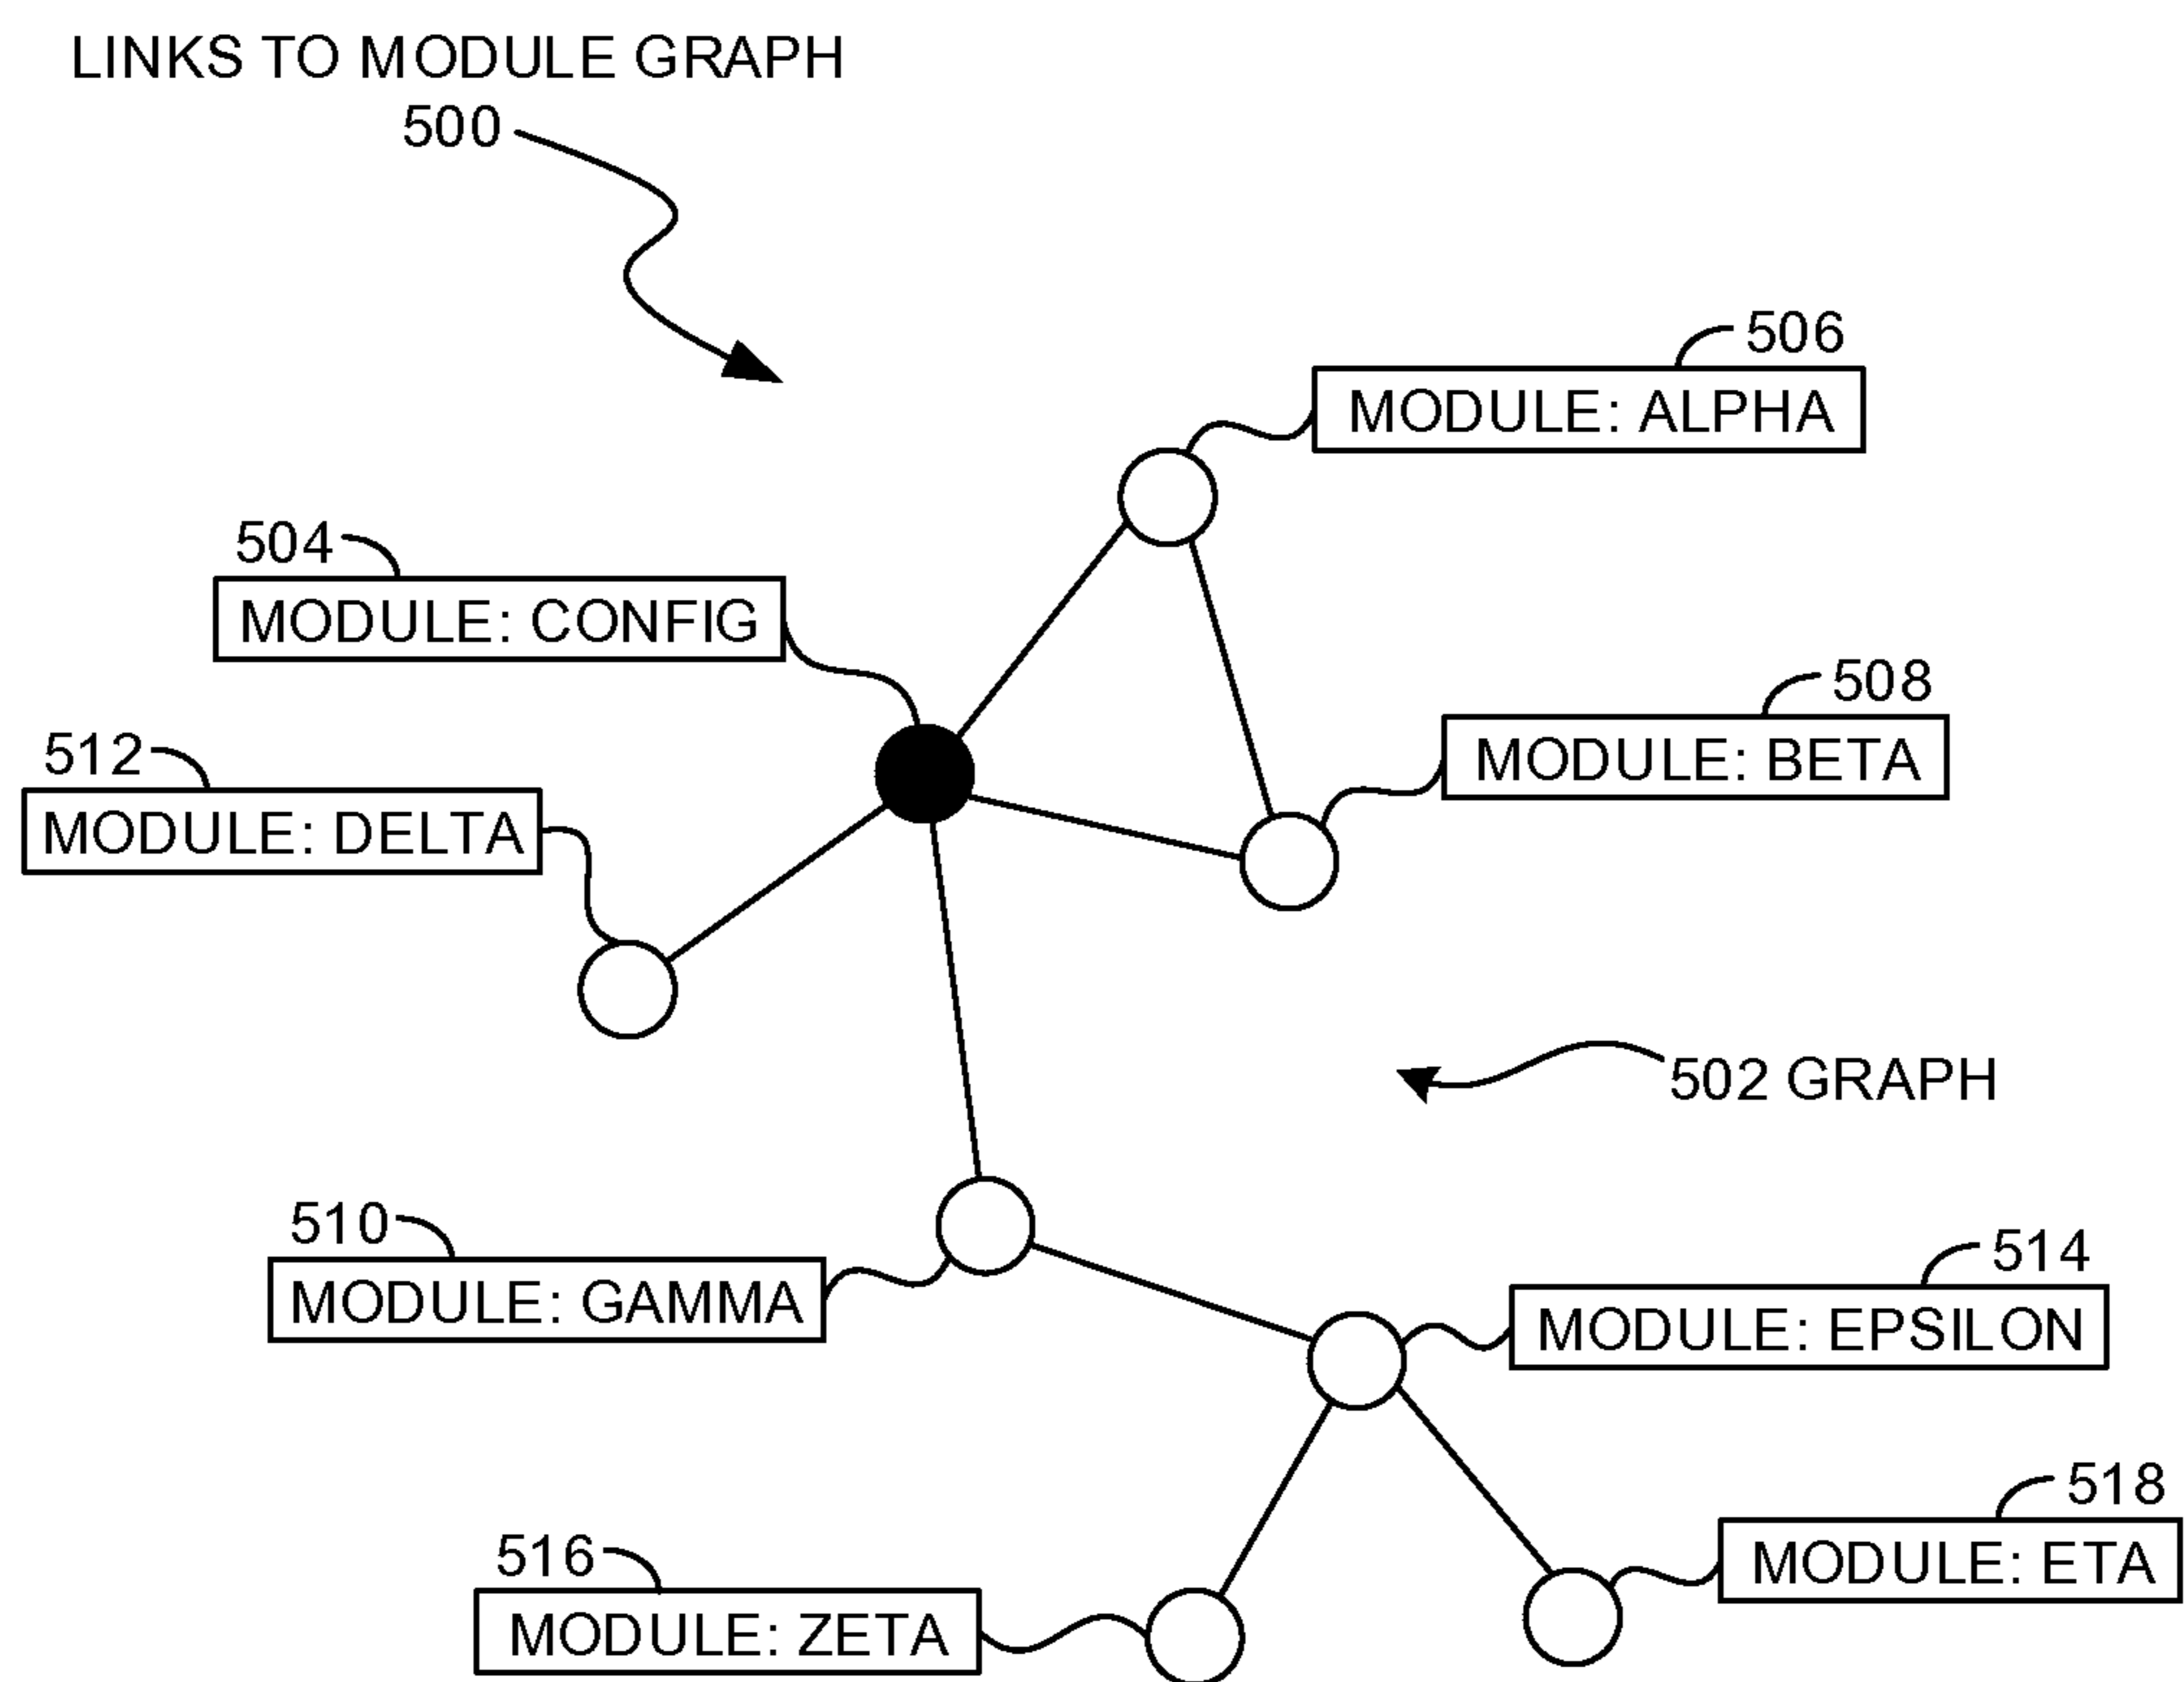 LINKS TO MODULE GRAPH
500
506
MODULE: ALPHA
504
MODULE: CONFIG
508
MODULE: BETA
512
MODULE: DELTA
502 GRAPH
510
MODULE: GAMMA
514
MODULE: EPSILON
518
MODULE: ETA
516
MODULE: ZETA